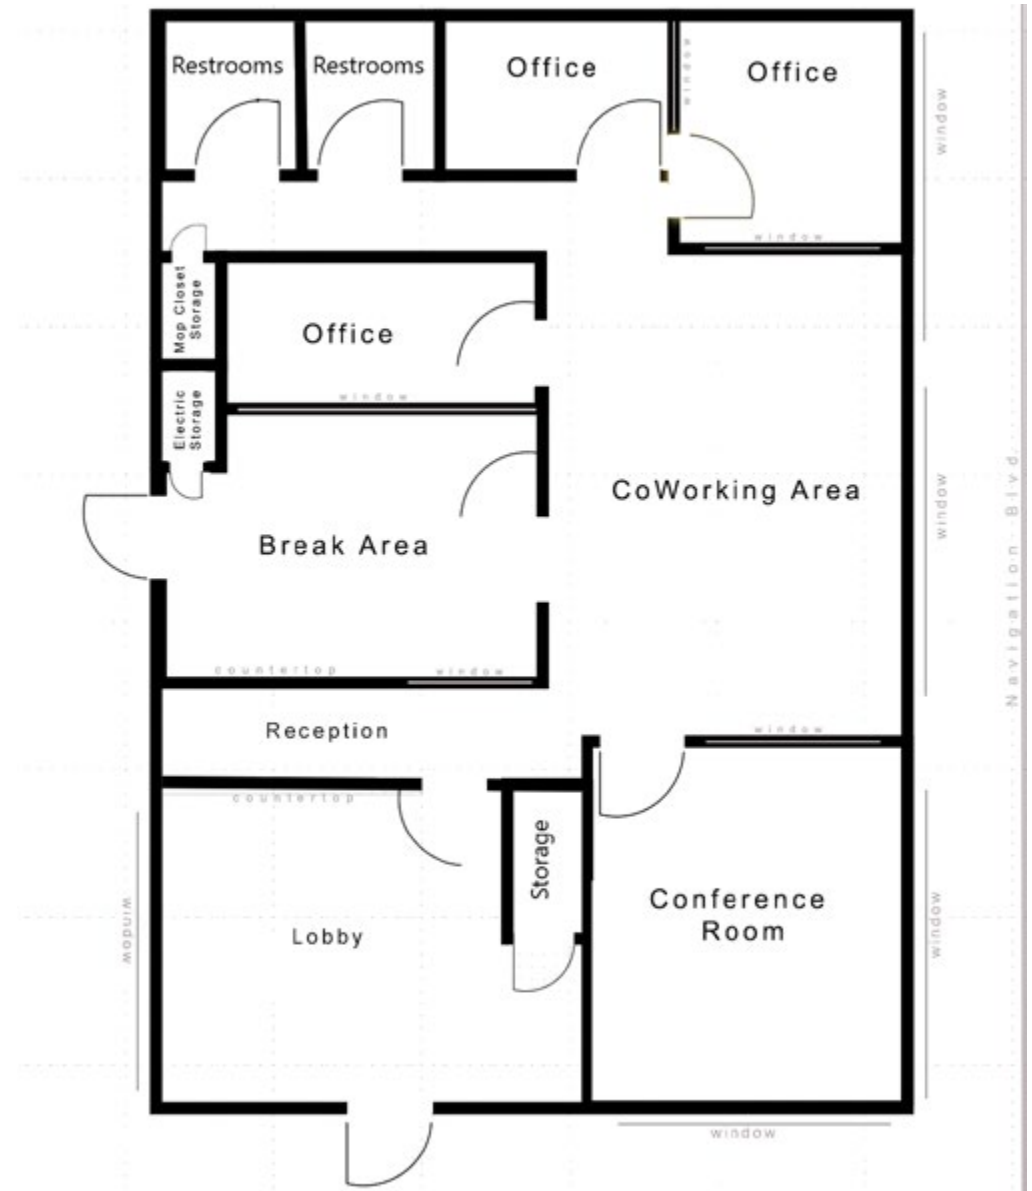 Restrooms
Restrooms
Office
window
Office
window
window
Mop Closet
Storage
Office
window
Electric
Storage
CoWorking Area
window
Navigation Blvd.
Break Area
countertop
window
Reception
window
countertop
Storage
Conference
Room
window
Lobby
window
window